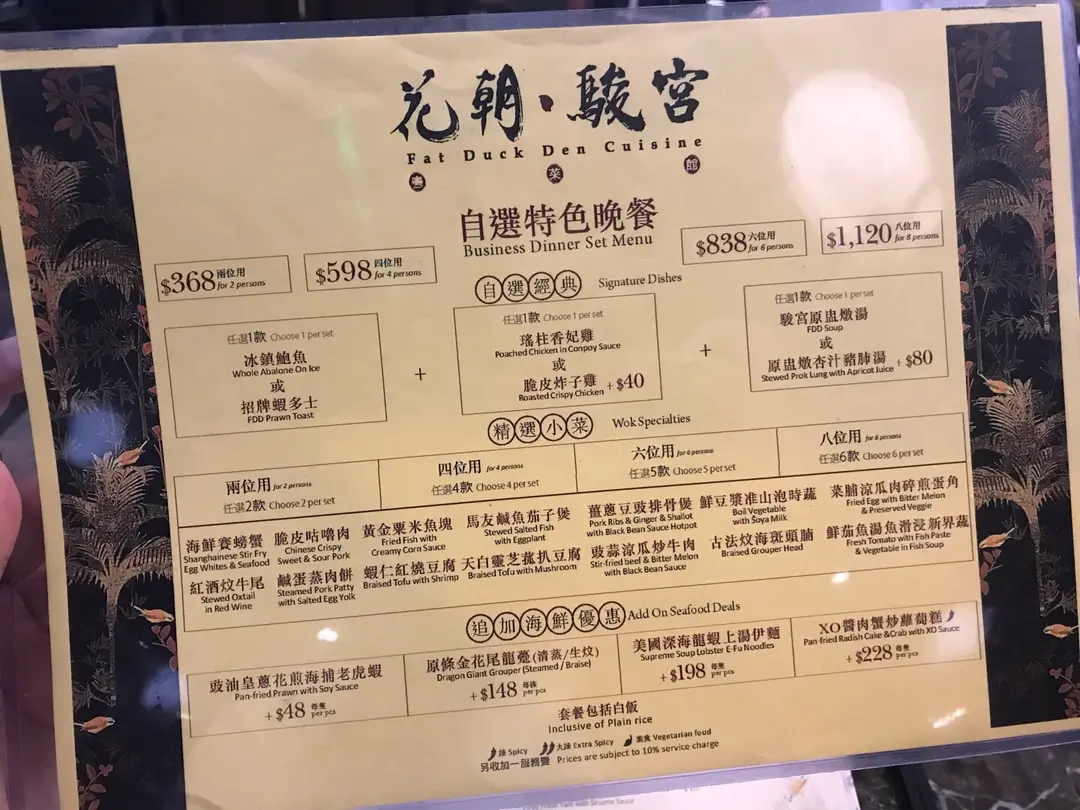 花朝·駿宮
Fat Duck Den Cuisine
粵 菜 館
自選特色晚餐
Business Dinner Set Menu
$368 兩位用 for 2 persons
$598 四位用 for 4 persons
$838 六位用 for 6 persons
$1,120 八位用 for 8 persons
自選經典 Signature Dishes
任選1款 Choose 1 per set
冰鎮鮑魚
Whole Abalone On Ice
或
招牌蝦多士
FDD Prawn Toast
+
任選1款 Choose 1 per set
瑤柱香妃雞
Poached Chicken in Conpoy Sauce
或
脆皮炸子雞 + $40
Roasted Crispy Chicken
+
任選1款 Choose 1 per set
駿宮原盅燉湯
FDD Soup
或
原盅燉杏汁豬肺湯 + $80
Stewed Prok Lung with Apricot Juice
精選小菜 Wok Specialties
兩位用 for 2 persons
任選2款 Choose 2 per set
四位用 for 4 persons
任選4款 Choose 4 per set
六位用 for 6 persons
任選5款 Choose 5 per set
八位用 for 8 persons
任選6款 Choose 6 per set
海鮮賽螃蟹
Shanghainese Stir Fry
Egg Whites & Seafood
脆皮咕嚕肉
Chinese Crispy
Sweet & Sour Pork
黃金粟米魚塊
Fried Fish with
Creamy Corn Sauce
馬友鹹魚茄子煲
Stewed Salted Fish
with Eggplant
薑蔥豆豉排骨煲
Pork Ribs & Ginger & Shallot
with Black Bean Sauce Hotpot
鮮豆漿准山泡時蔬
Boil Vegetable
with Soya Milk
菜脯涼瓜肉碎煎蛋角
Fried Egg with Bitter Melon
& Preserved Veggie
紅酒炆牛尾
Stewed Oxtail
in Red Wine
鹹蛋蒸肉餅
Steamed Pork Patty
with Salted Egg Yolk
蝦仁紅燒豆腐
Braised Tofu with Shrimp
天白靈芝菰扒豆腐
Braised Tofu with Mushroom
豉蒜涼瓜炒牛肉
Stir-fried beef & Bitter Melon
with Black Bean Sauce
古法炆海斑頭腩
Braised Grouper Head
鮮茄魚湯魚滑浸新界蔬
Fresh Tomato with Fish Paste
& Vegetable in Fish Soup
追加海鮮優惠 Add On Seafood Deals
豉油皇蔥花煎海捕老虎蝦
Pan-fried Prawn with Soy Sauce
+ $48 每隻 per pcs
原條金花尾龍躉(清蒸/生炆)
Dragon Giant Grouper (Steamed / Braise)
+ $148 每條 per pcs
美國深海龍蝦上湯伊麵
Supreme Soup Lobster E-Fu Noodles
+ $198 每隻 per pcs
XO醬肉蟹炒蘿蔔糕
Pan-fried Radish Cake & Crab with XO Sauce
+ $228 每隻 per pcs
套餐包括白飯
Inclusive of Plain rice
辣 Spicy 大辣 Extra Spicy 素食 Vegetarian food
另收加一服務費 Prices are subject to 10% service charge
with Sesame Sauce